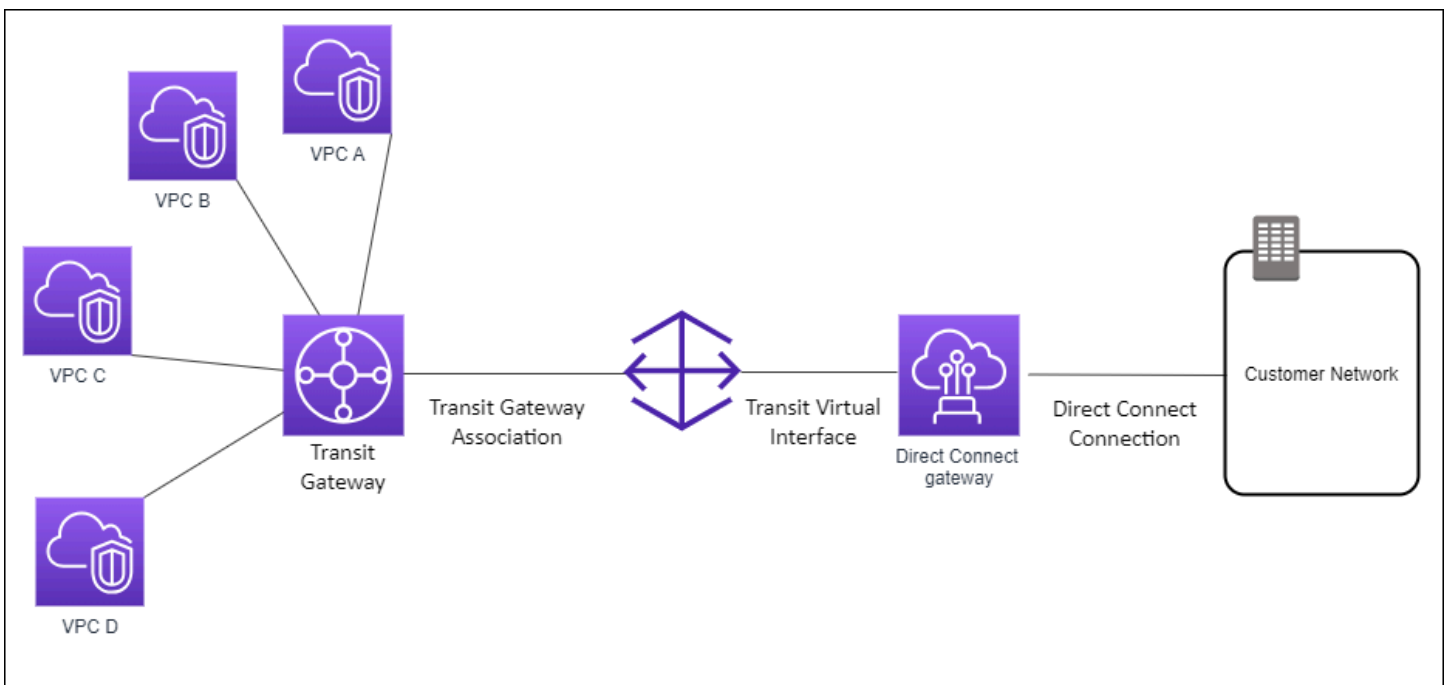 VPC A
VPC B
VPC C
VPC D
Transit
Gateway
Transit Gateway
Association
Transit Virtual
Interface
Direct Connect
gateway
Direct Connect
Connection
Customer Network